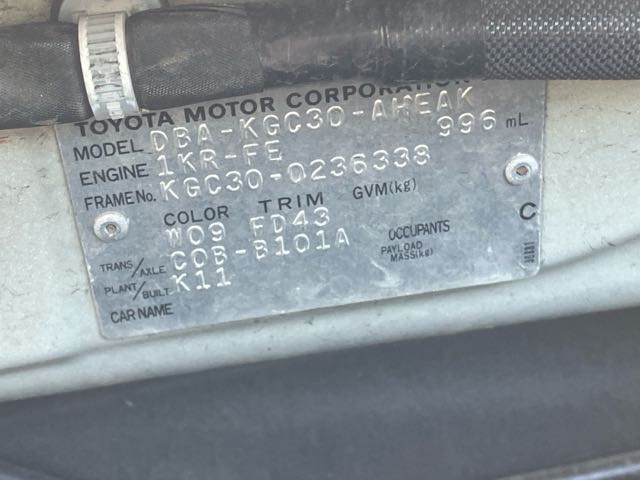 TOYOTA MOTOR CORPORATION
MODEL DBA-KGC30-AHEAK
ENGINE 1KR-FE 996 mL
FRAME No. KGC30-0236338
COLOR TRIM GVM(kg)
W09 FD43
TRANS/AXLE C0B-B101A OCCUPANTS
PAYLOAD MASS(kg)
PLANT/BUILT K11
CAR NAME
C